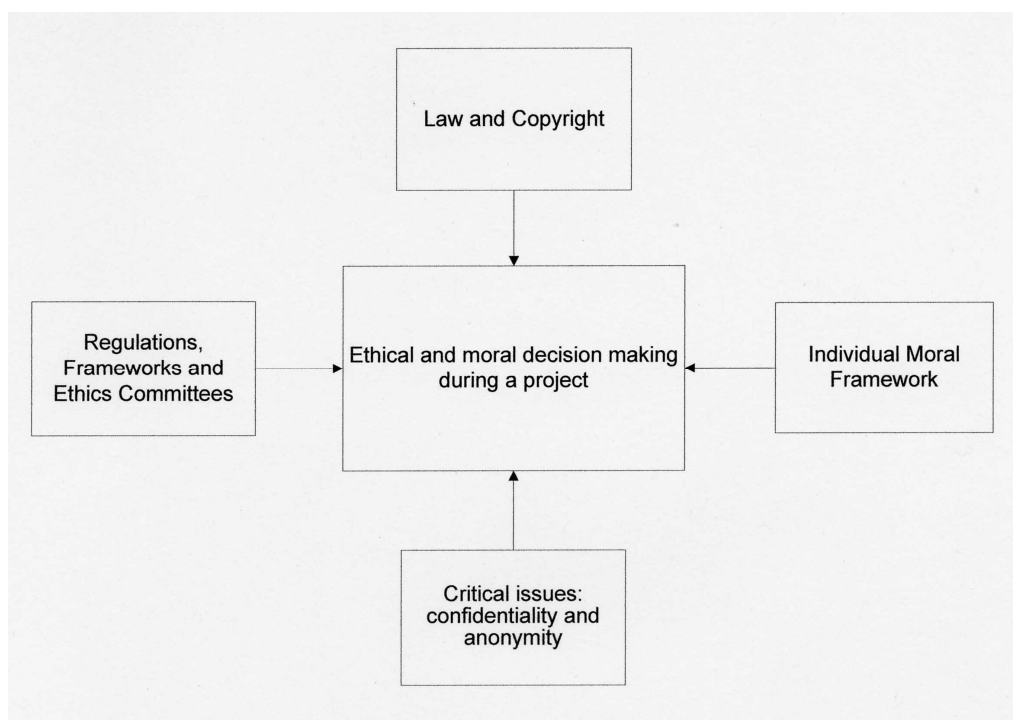 Law and Copyright
Regulations,
Frameworks and
Ethics Committees
Ethical and moral decision making
during a project
Individual Moral
Framework
Critical issues:
confidentiality and
anonymity